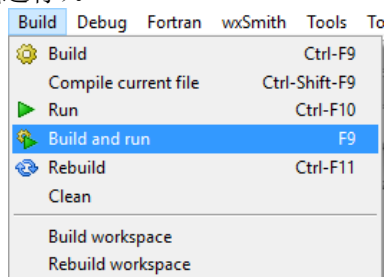 Build Debug Fortran wxSmith Tools To
Build Ctrl-F9
Compile current file Ctrl-Shift-F9
Run Ctrl-F10
Build and run F9
Rebuild Ctrl-F11
Clean
Build workspace
Rebuild workspace